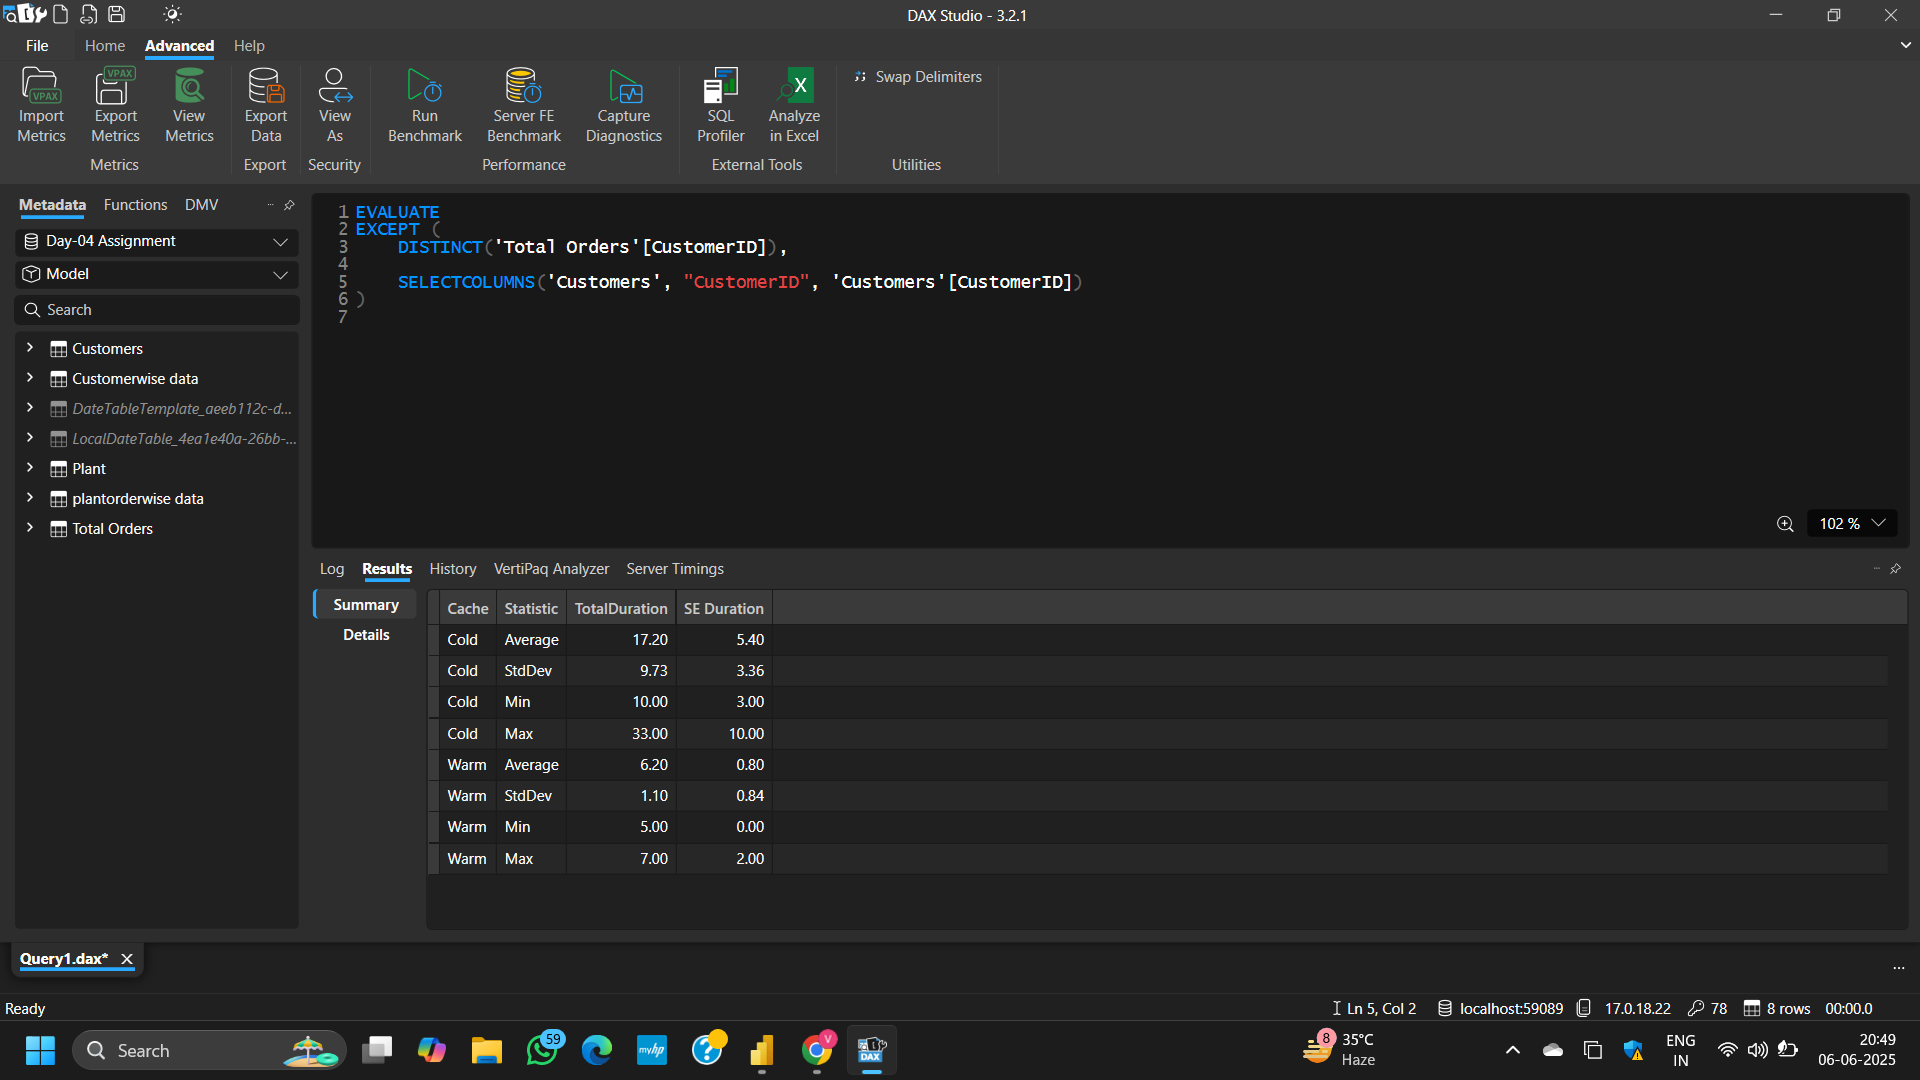 DAX Studio - 3.2.1
File Home Advanced Help
VPAX VPAX
Import Metrics
Export Metrics
View Metrics
Metrics
Export Data
Export
View As
Security
Run Benchmark
Server FE Benchmark
Capture Diagnostics
Performance
SQL Profiler
Analyze in Excel
External Tools
Swap Delimiters
Utilities
Metadata Functions DMV
Day-04 Assignment
Model
Search
Customers
Customerwise data
DateTableTemplate_aeeb112c-d...
LocalDateTable_4ea1e40a-26bb-...
Plant
plantorderwise data
Total Orders
1 EVALUATE
2 EXCEPT (
3 DISTINCT('Total Orders'[CustomerID]),
4
5 SELECTCOLUMNS('Customers', "CustomerID", 'Customers'[CustomerID])
6 )
7
102 %
Log Results History VertiPaq Analyzer Server Timings
Summary
Details
Cache Statistic TotalDuration SE Duration
Cold Average 17.20 5.40
Cold StdDev 9.73 3.36
Cold Min 10.00 3.00
Cold Max 33.00 10.00
Warm Average 6.20 0.80
Warm StdDev 1.10 0.84
Warm Min 5.00 0.00
Warm Max 7.00 2.00
Query1.dax*
Ready
Ln 5, Col 2 localhost:59089 17.0.18.22 78 8 rows 00:00.0
Search
59
myhp
V
DAX
8
35°C
Haze
ENG
IN
20:49
06-06-2025